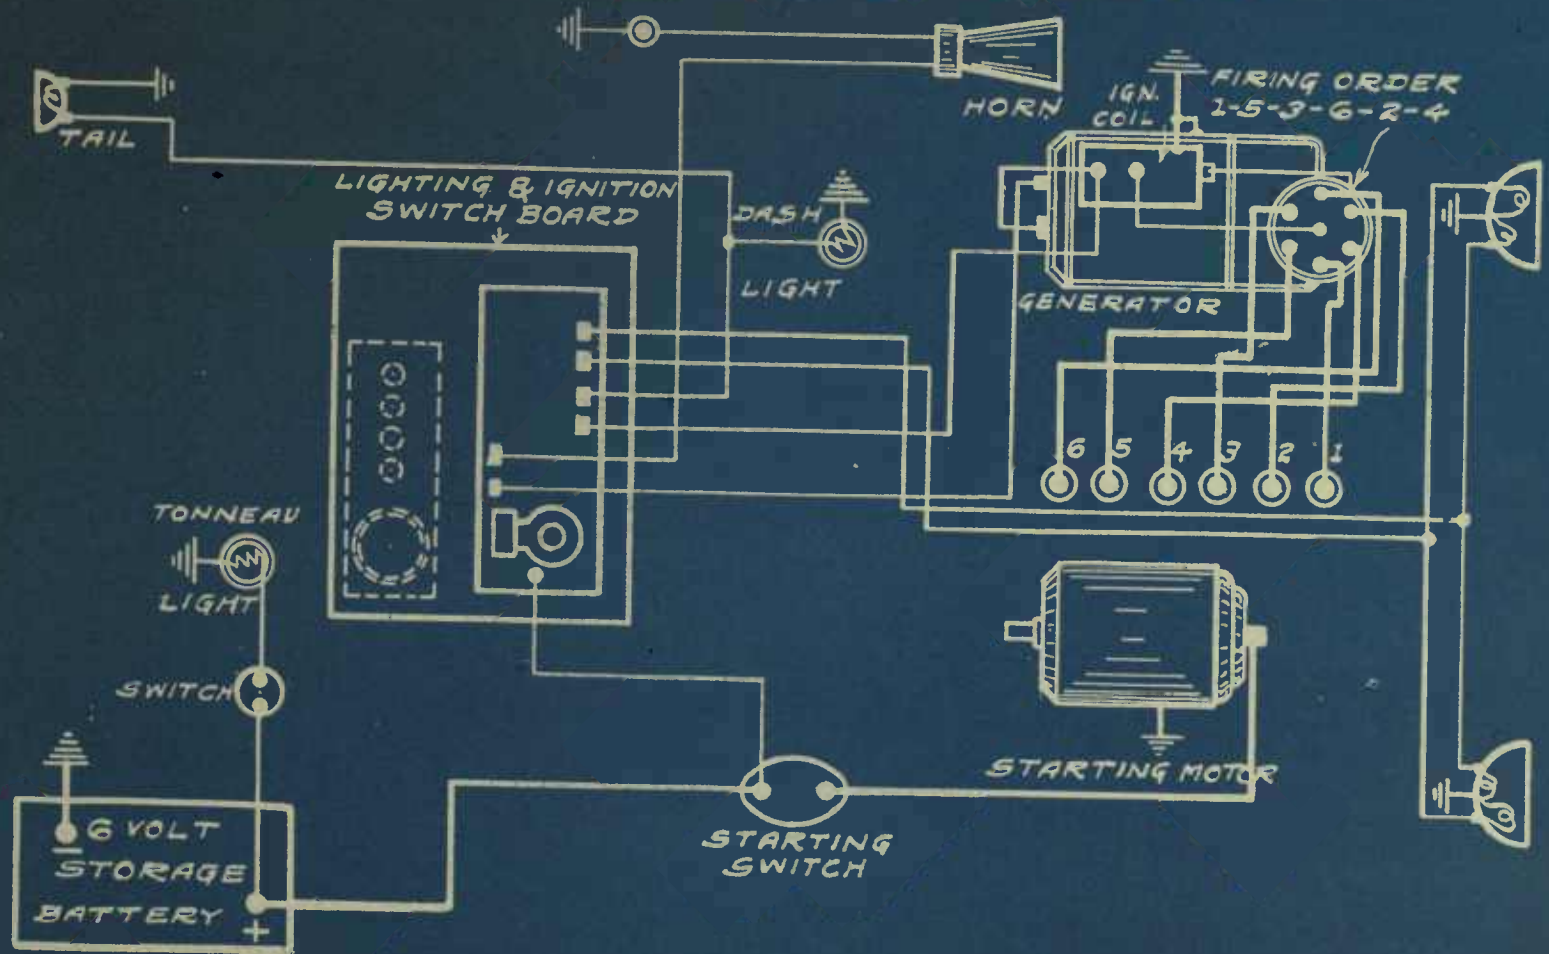 HORN
IGN.
COIL
FIRING ORDER
1-5-3-6-2-4
TAIL
LIGHTING & IGNITION
SWITCH BOARD
DASH
LIGHT
GENERATOR
6 5 4 3 2 1
TONNEAU
LIGHT
SWITCH
STARTING MOTOR
6 VOLT
STORAGE
BATTERY
- +
STARTING
SWITCH